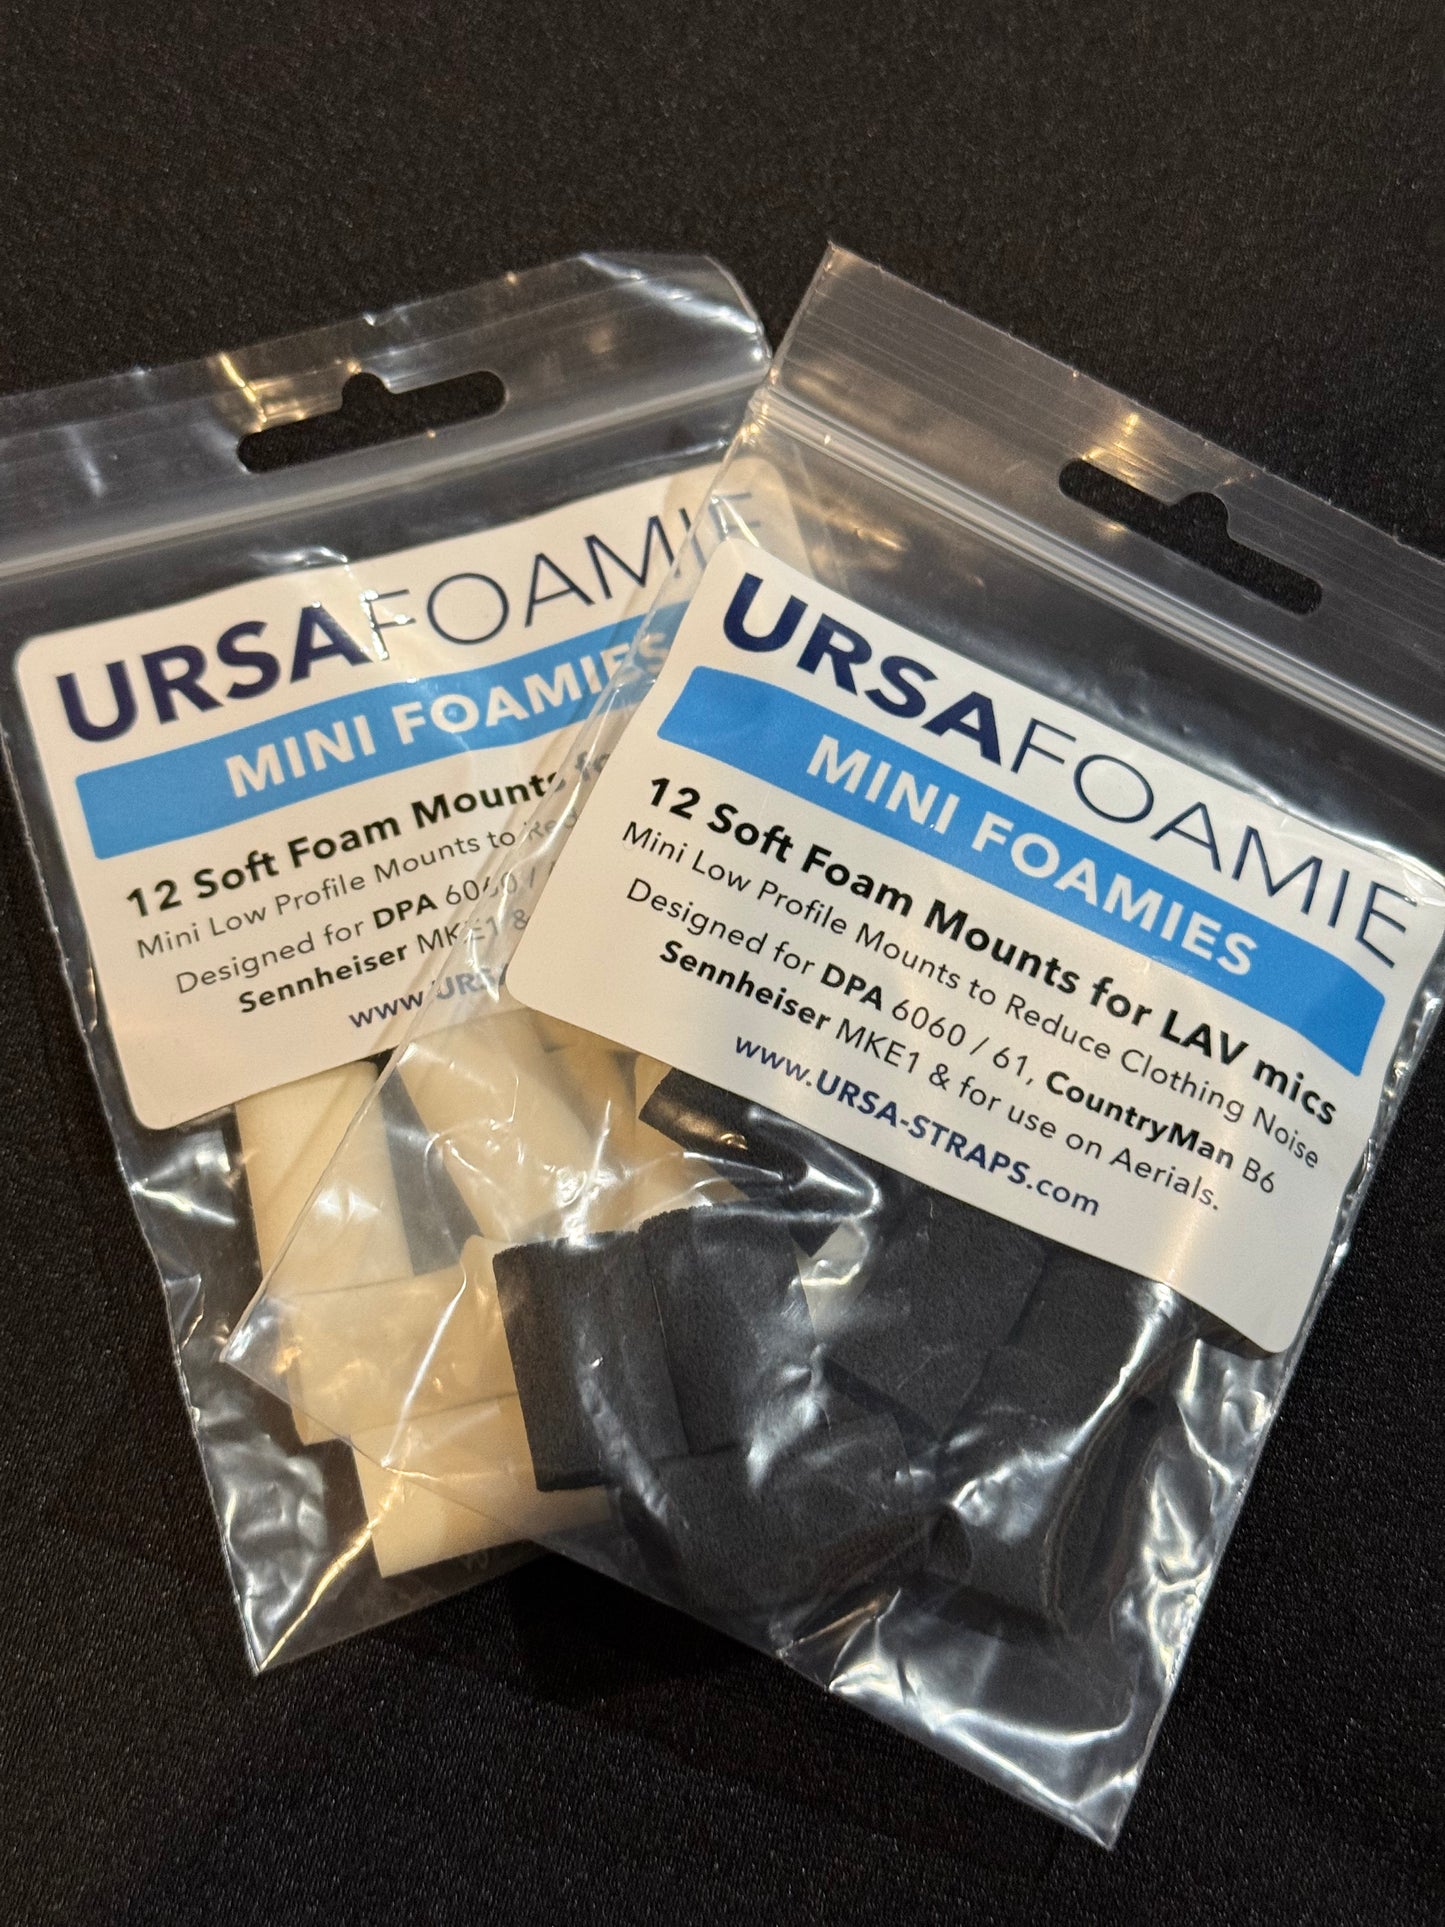 URSAFOAMIE
MINI FOAMIES
12 Soft Foam Mounts
Mini Low Profile Mounts to
Designed for DPA 6060 /
Sennheiser MKE1 &
www.URSA
URSAFOAMIE
MINI FOAMIES
12 Soft Foam Mounts for LAV mics
Mini Low Profile Mounts to Reduce Clothing Noise
Designed for DPA 6060 / 61, CountryMan B6
Sennheiser MKE1 & for use on Aerials.
www.URSA-STRAPS.com